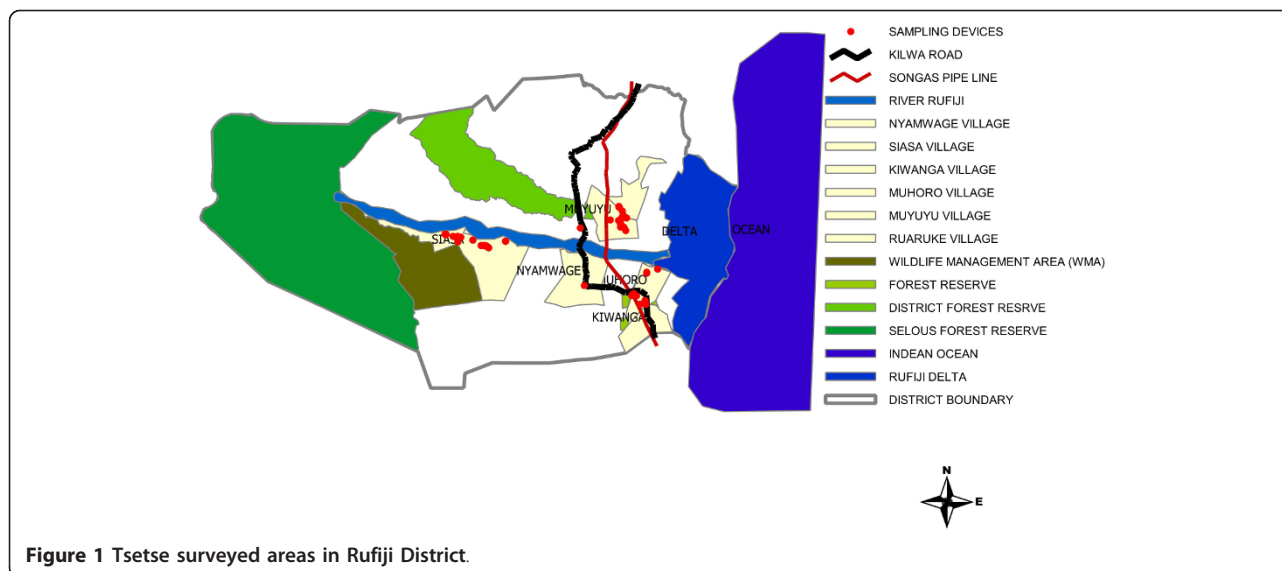 SAMPLING DEVICES
KILWA ROAD
SONGAS PIPE LINE
RIVER RUFIJI
NYAMWAGE VILLAGE
SIASA VILLAGE
KIWANGA VILLAGE
MUHORO VILLAGE
MUYUYU VILLAGE
RUARUKE VILLAGE
WILDLIFE MANAGEMENT AREA (WMA)
FOREST RESERVE
DISTRICT FOREST RESRVE
SELOUS FOREST RESERVE
INDEAN OCEAN
RUFIJI DELTA
DISTRICT BOUNDARY
MUYUYU
DELTA
OCEAN
SIASA
NYAMWAGE
UHORO
KIWANGA
N
E
Figure 1 Tsetse surveyed areas in Rufiji District.